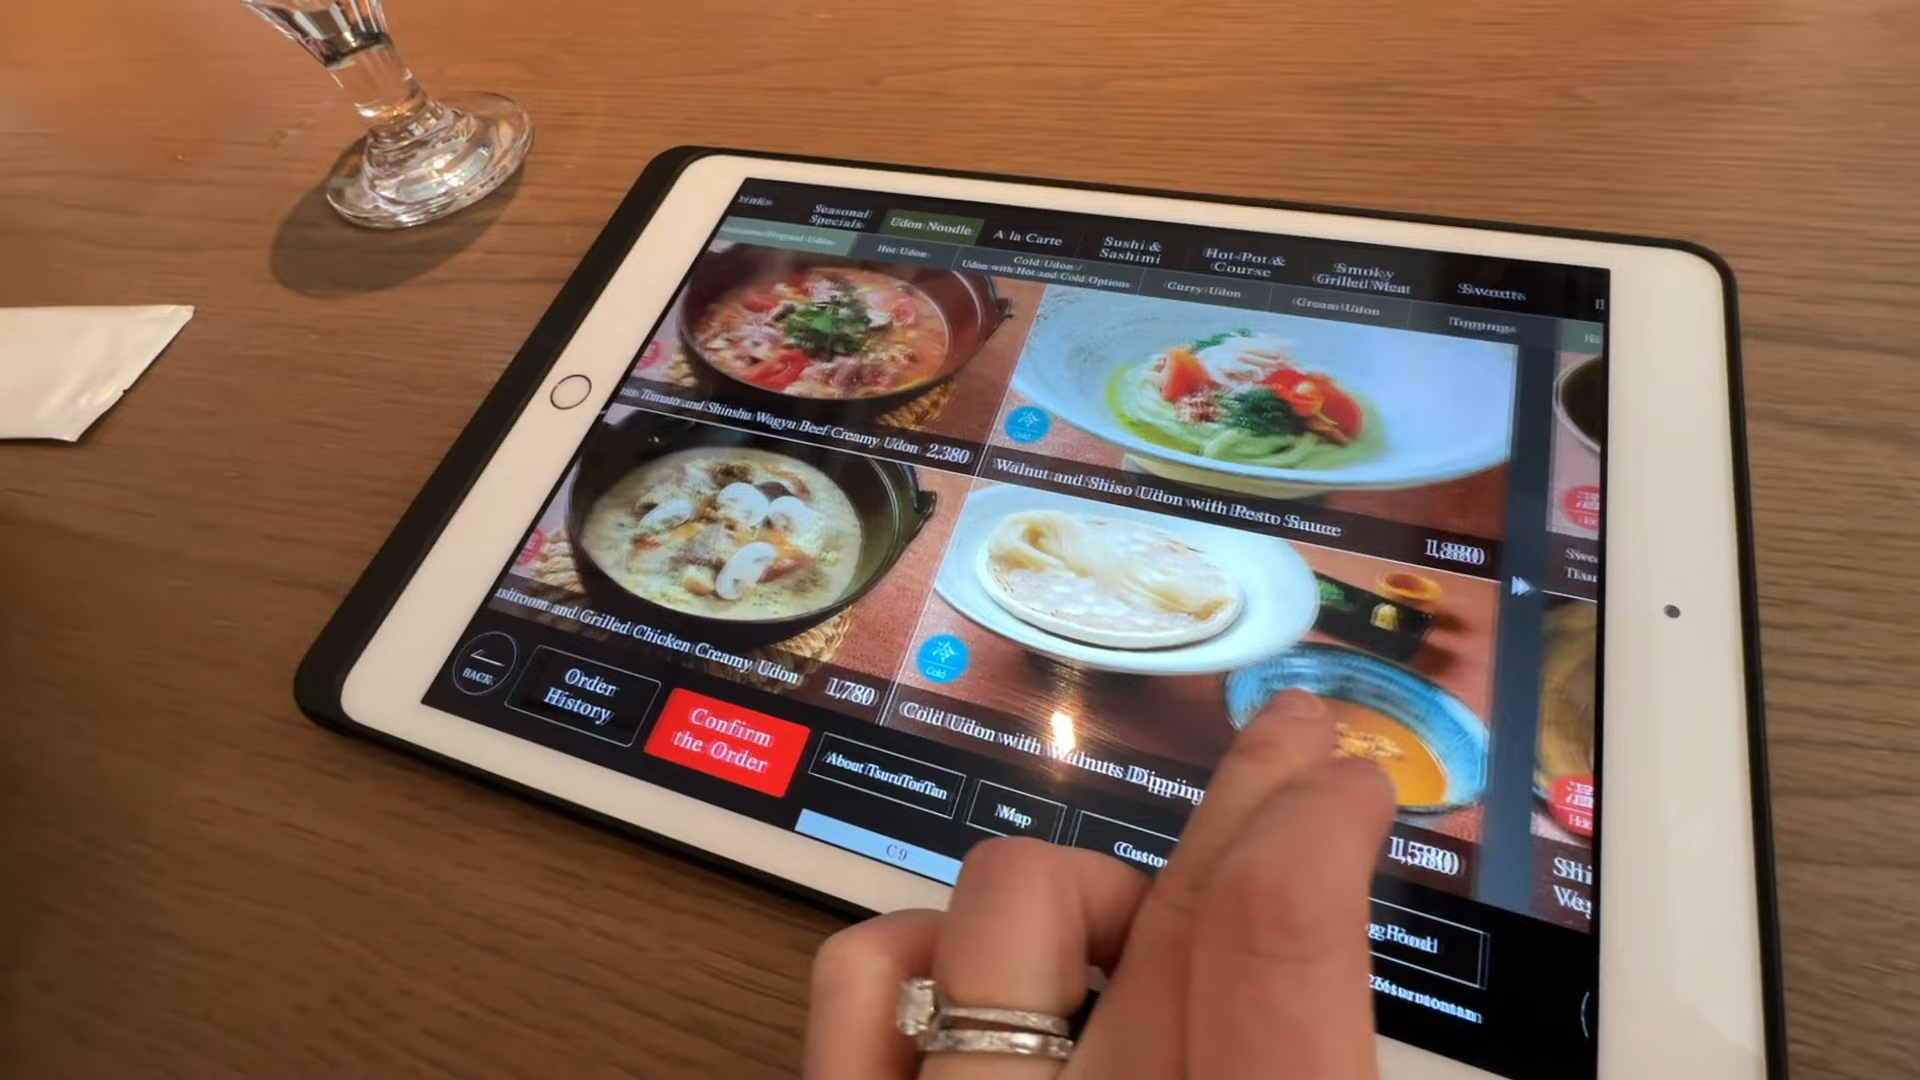 Seasonal
Specials
Udon Noodle
A la Carte
Sushi &
Sashimi
Hot-Pot &
Course
Smoky
Grilled Meat
Sweets
Hot Udon
Cold Udon /
Udon with Hot and Cold Options
Curry Udon
Cream Udon
Toppings
Tomato and Shinshu Wagyu Beef Creamy Udon 2,380
冷
Cold
Walnut and Shiso Udon with Pesto Sauce
and Grilled Chicken Creamy Udon 1,780
冷
Cold
Cold Udon with Walnuts Dipping
1,580
BACK
Order
History
Confirm
the Order
About TsuruTonTan
Map
C9
Food